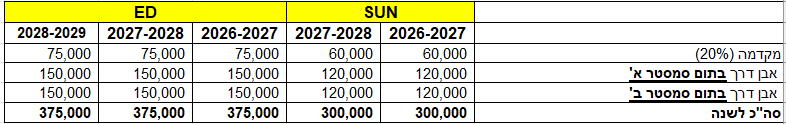 SUN ED
2026-2027 2027-2028 2026-2027 2027-2028 2028-2029
מקדמה (20%) 60,000 60,000 75,000 75,000 75,000
אבן דרך בתום סמסטר א' 120,000 120,000 150,000 150,000 150,000
אבן דרך בתום סמסטר ב' 120,000 120,000 150,000 150,000 150,000
סה"כ לשנה 300,000 300,000 375,000 375,000 375,000